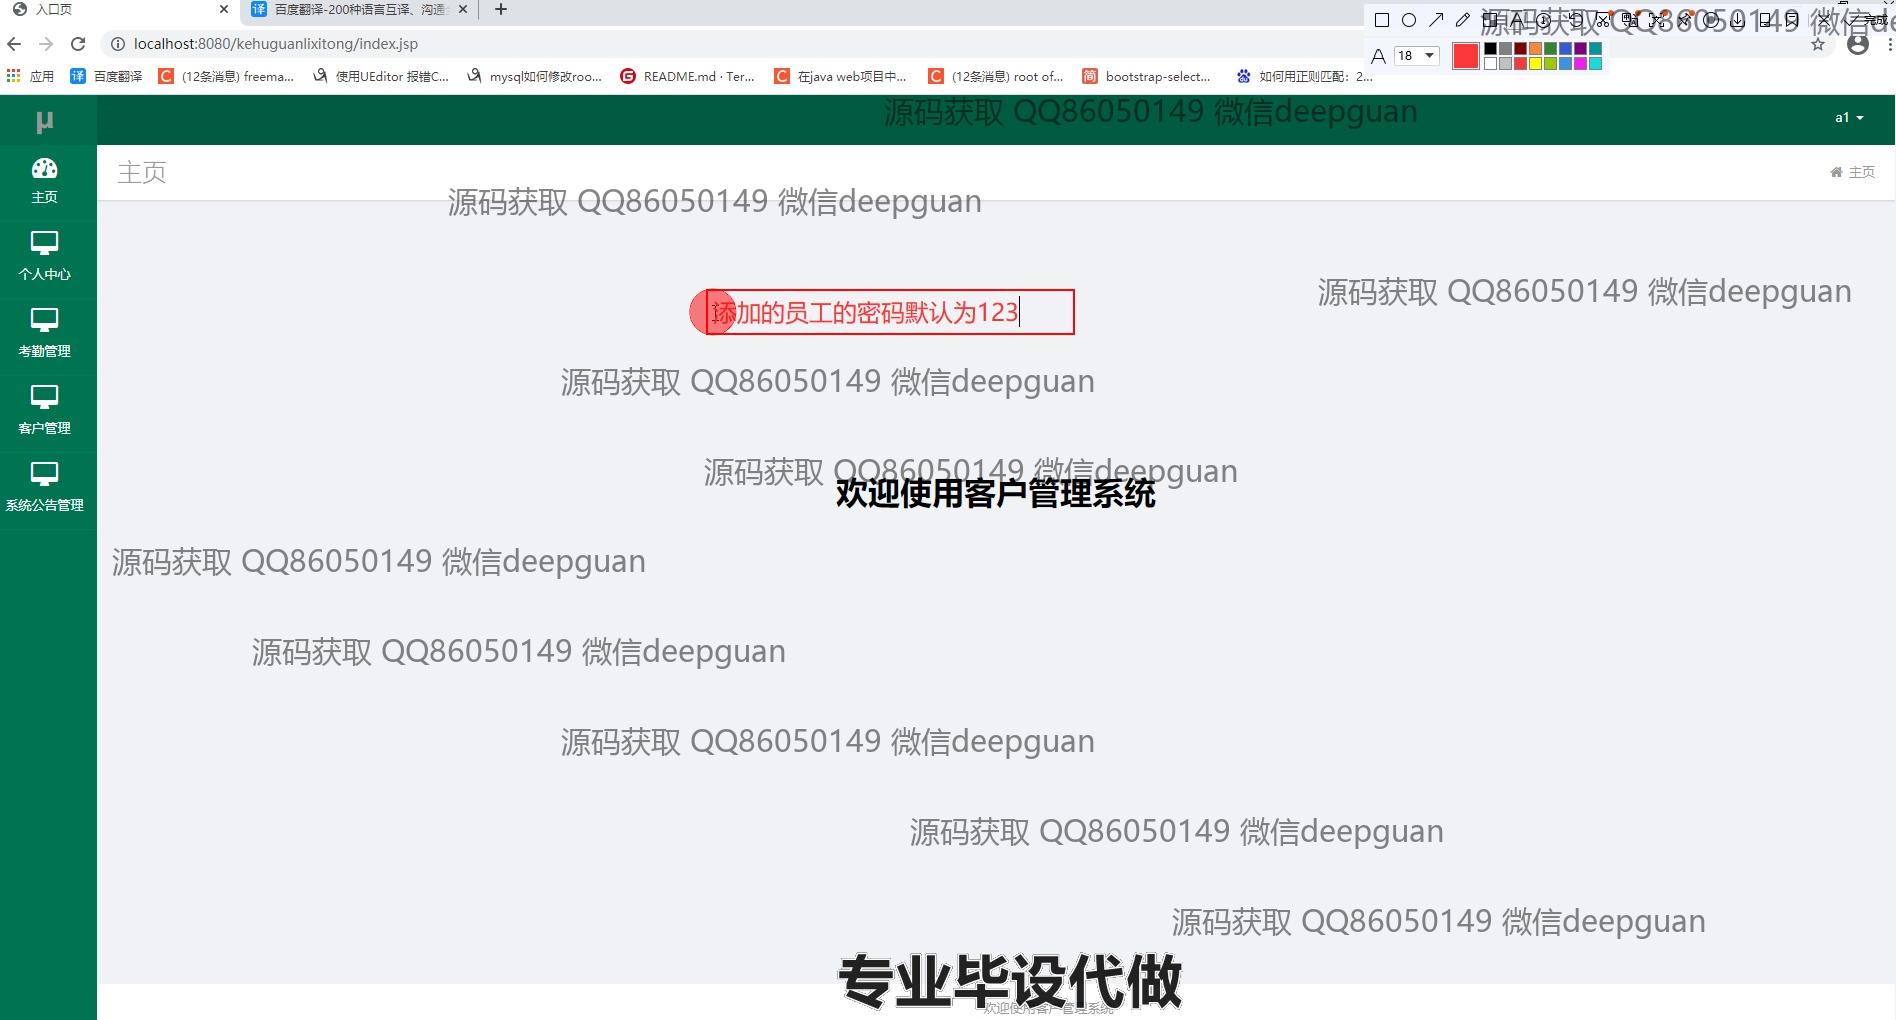 入口页
百度翻译-200种语言互译、沟通
localhost:8080/kehuguanlixitong/index.jsp
源码获取 QQ86050149 微信de
完成
应用
百度翻译
(12条消息) freema...
使用UEditor 报错C...
mysql如何修改roo...
README.md · Ter...
在java web项目中...
(12条消息) root of...
bootstrap-select...
如何用正则匹配：2...
A 18
μ
源码获取 QQ86050149 微信deepguan
a1
主页
主页
主页
源码获取 QQ86050149 微信deepguan
个人中心
源码获取 QQ86050149 微信deepguan
添加的员工的密码默认为123
考勤管理
源码获取 QQ86050149 微信deepguan
客户管理
源码获取 QQ86050149 微信deepguan
欢迎使用客户管理系统
系统公告管理
源码获取 QQ86050149 微信deepguan
源码获取 QQ86050149 微信deepguan
源码获取 QQ86050149 微信deepguan
源码获取 QQ86050149 微信deepguan
源码获取 QQ86050149 微信deepguan
专业毕设代做
欢迎使用客户管理系统